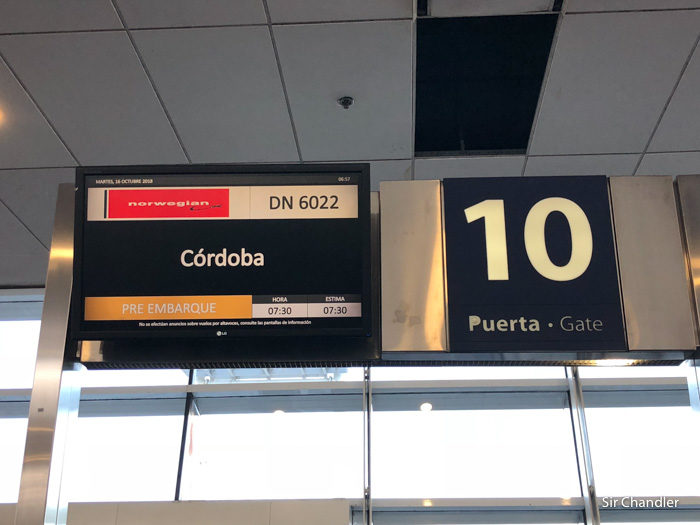 MARTES, 16 OCTUBRE 2018 06:57
norwegian DN 6022
Córdoba
PRE EMBARQUE
HORA ESTIMA
07:30 07:30
No se efectúan anuncios sobre vuelos por altavoces, consulte las pantallas de información
LG
10
Puerta · Gate
Sir Chandler